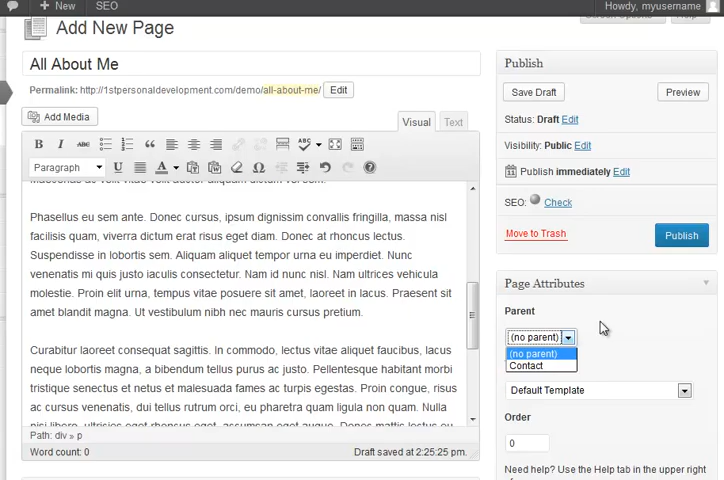 New
SEO
Howdy, myusername
Add New Page
All About Me
Permalink: http://1stpersonaldevelopment.com/demo/all-about-me/ Edit
Add Media
Visual
Text
B I ABC
Paragraph
U A
Phasellus eu sem ante. Donec cursus, ipsum dignissim convallis fringilla, massa nisl
facilisis quam, viverra dictum erat risus eget diam. Donec at rhoncus lectus.
Suspendisse in lobortis sem. Aliquam aliquet tempor urna eu imperdiet. Nunc
venenatis mi quis justo iaculis consectetur. Nam id nunc nisl. Nam ultrices vehicula
molestie. Proin elit urna, tempus vitae posuere sit amet, laoreet in lacus. Praesent sit
amet blandit magna. Ut vestibulum nibh nec mauris cursus pretium.
Curabitur laoreet consequat sagittis. In commodo, lectus vitae aliquet faucibus, lacus
neque lobortis magna, a bibendum tellus purus ac justo. Pellentesque habitant morbi
tristique senectus et netus et malesuada fames ac turpis egestas. Proin congue, risus
ac cursus venenatis, dui tellus rutrum orci, eu pharetra quam ligula non quam. Nulla
Path: div » p
Word count: 0
Draft saved at 2:25:25 pm.
Publish
Save Draft
Preview
Status: Draft Edit
Visibility: Public Edit
Publish immediately Edit
SEO: Check
Move to Trash
Publish
Page Attributes
Parent
(no parent)
(no parent)
Contact
Default Template
Order
0
Need help? Use the Help tab in the upper right